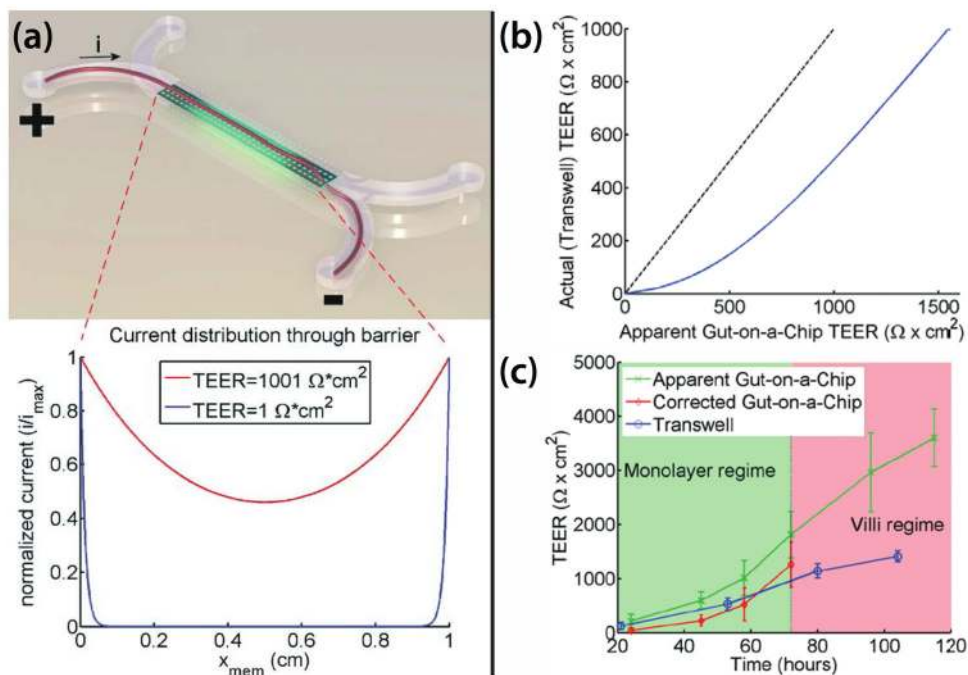 (a)
i
+
-
Current distribution through barrier
normalized current (i/i_max)
1
0.8
0.6
0.4
0.2
0
TEER=1001 Ω*cm²
TEER=1 Ω*cm²
0 0.2 0.4 0.6 0.8 1
x_mem (cm)
(b)
Actual (Transwell) TEER (Ω x cm²)
1000
800
600
400
200
0
0 500 1000 1500
Apparent Gut-on-a-Chip TEER (Ω x cm²)
(c)
TEER (Ω x cm²)
5000
4000
3000
2000
1000
0
Apparent Gut-on-a-Chip
Corrected Gut-on-a-Chip
Transwell
Monolayer regime
Villi regime
20 40 60 80 100 120
Time (hours)